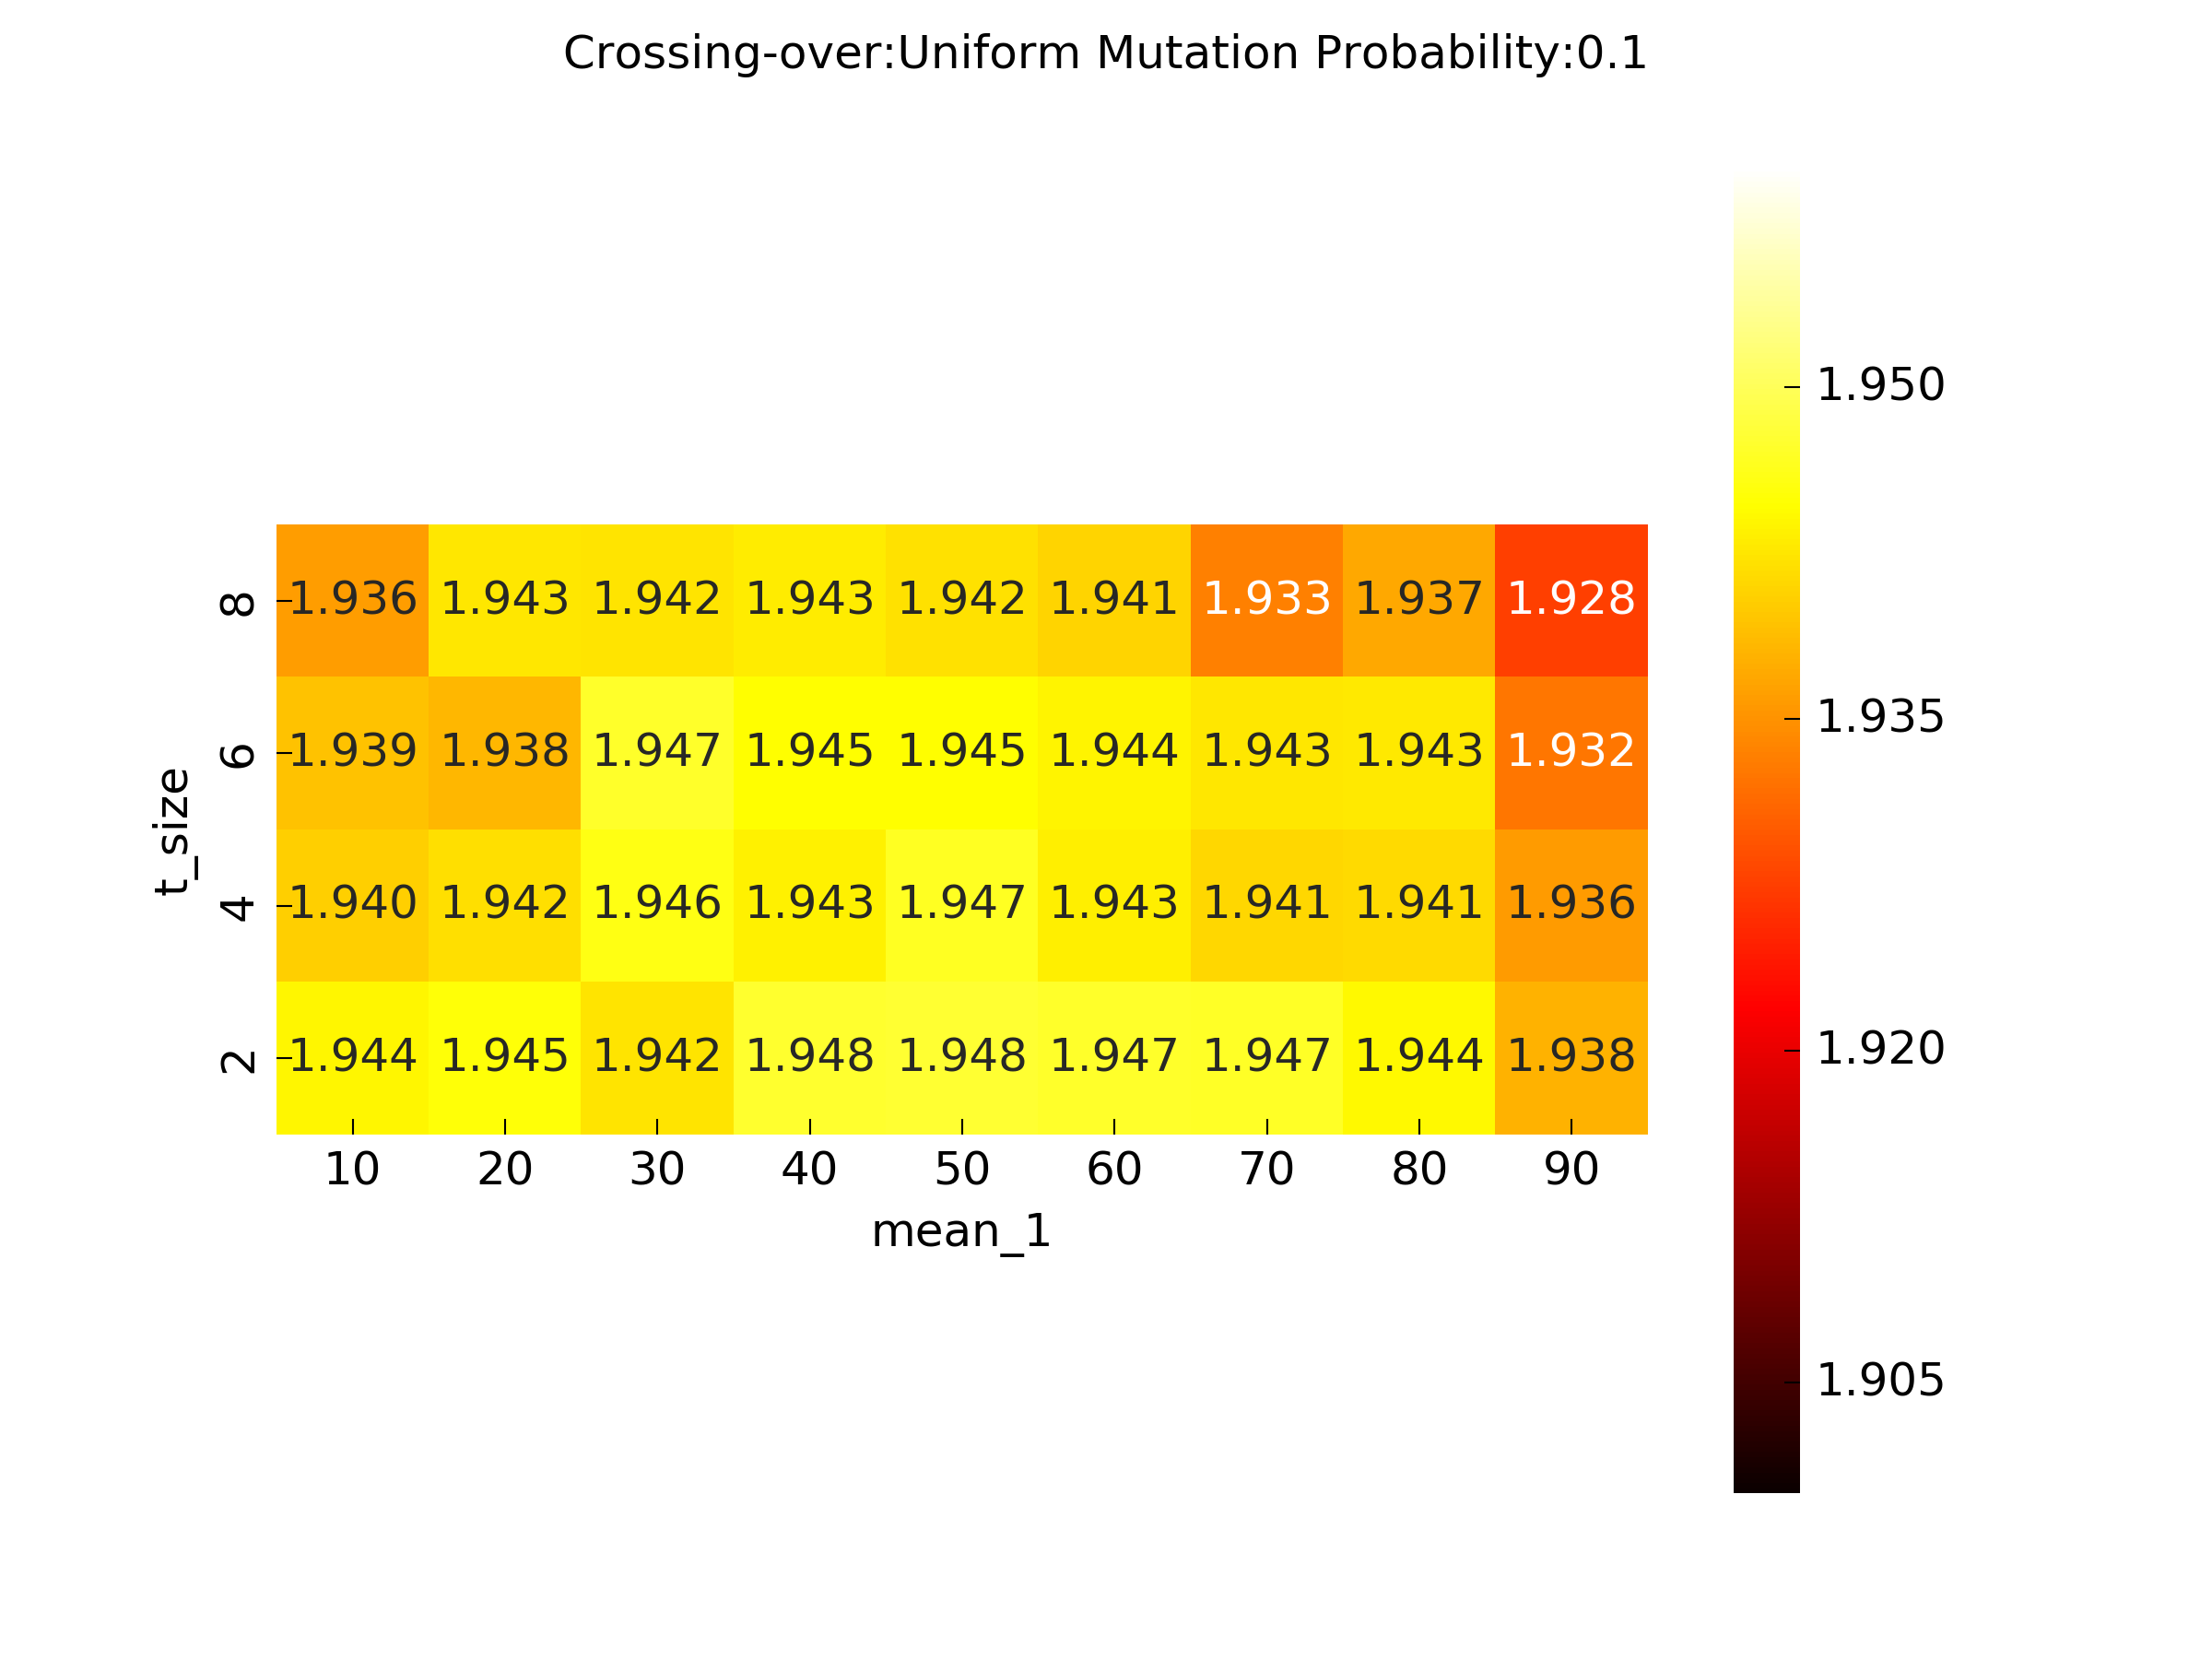 Crossing-over:Uniform Mutation Probability:0.1
t_size
8 1.936 1.943 1.942 1.943 1.942 1.941 1.933 1.937 1.928
6 1.939 1.938 1.947 1.945 1.945 1.944 1.943 1.943 1.932
4 1.940 1.942 1.946 1.943 1.947 1.943 1.941 1.941 1.936
2 1.944 1.945 1.942 1.948 1.948 1.947 1.947 1.944 1.938
10 20 30 40 50 60 70 80 90
mean_1
1.950
1.935
1.920
1.905